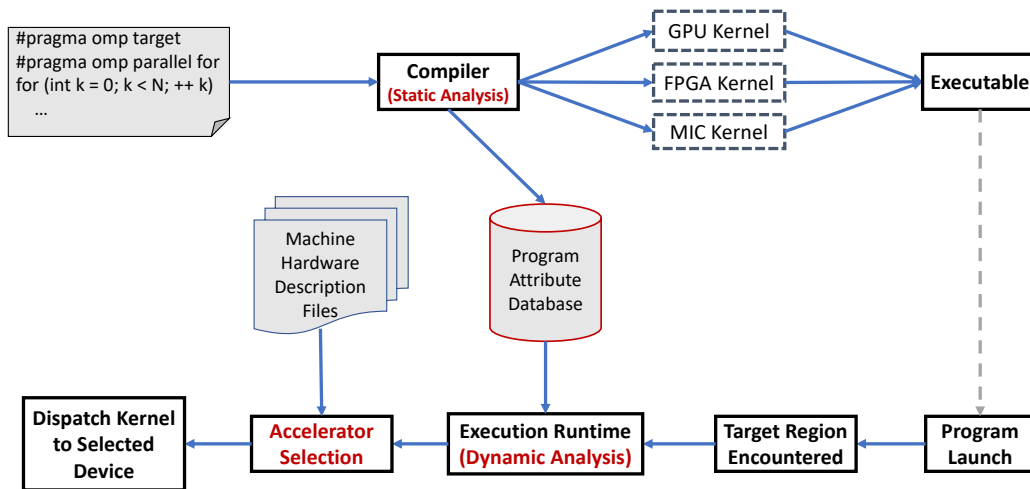 #pragma omp target
#pragma omp parallel for
for (int k = 0; k < N; ++ k)
...
Compiler
(Static Analysis)
GPU Kernel
FPGA Kernel
MIC Kernel
Executable
Machine
Hardware
Description
Files
Program
Attribute
Database
Dispatch Kernel
to Selected
Device
Accelerator
Selection
Execution Runtime
(Dynamic Analysis)
Target Region
Encountered
Program
Launch